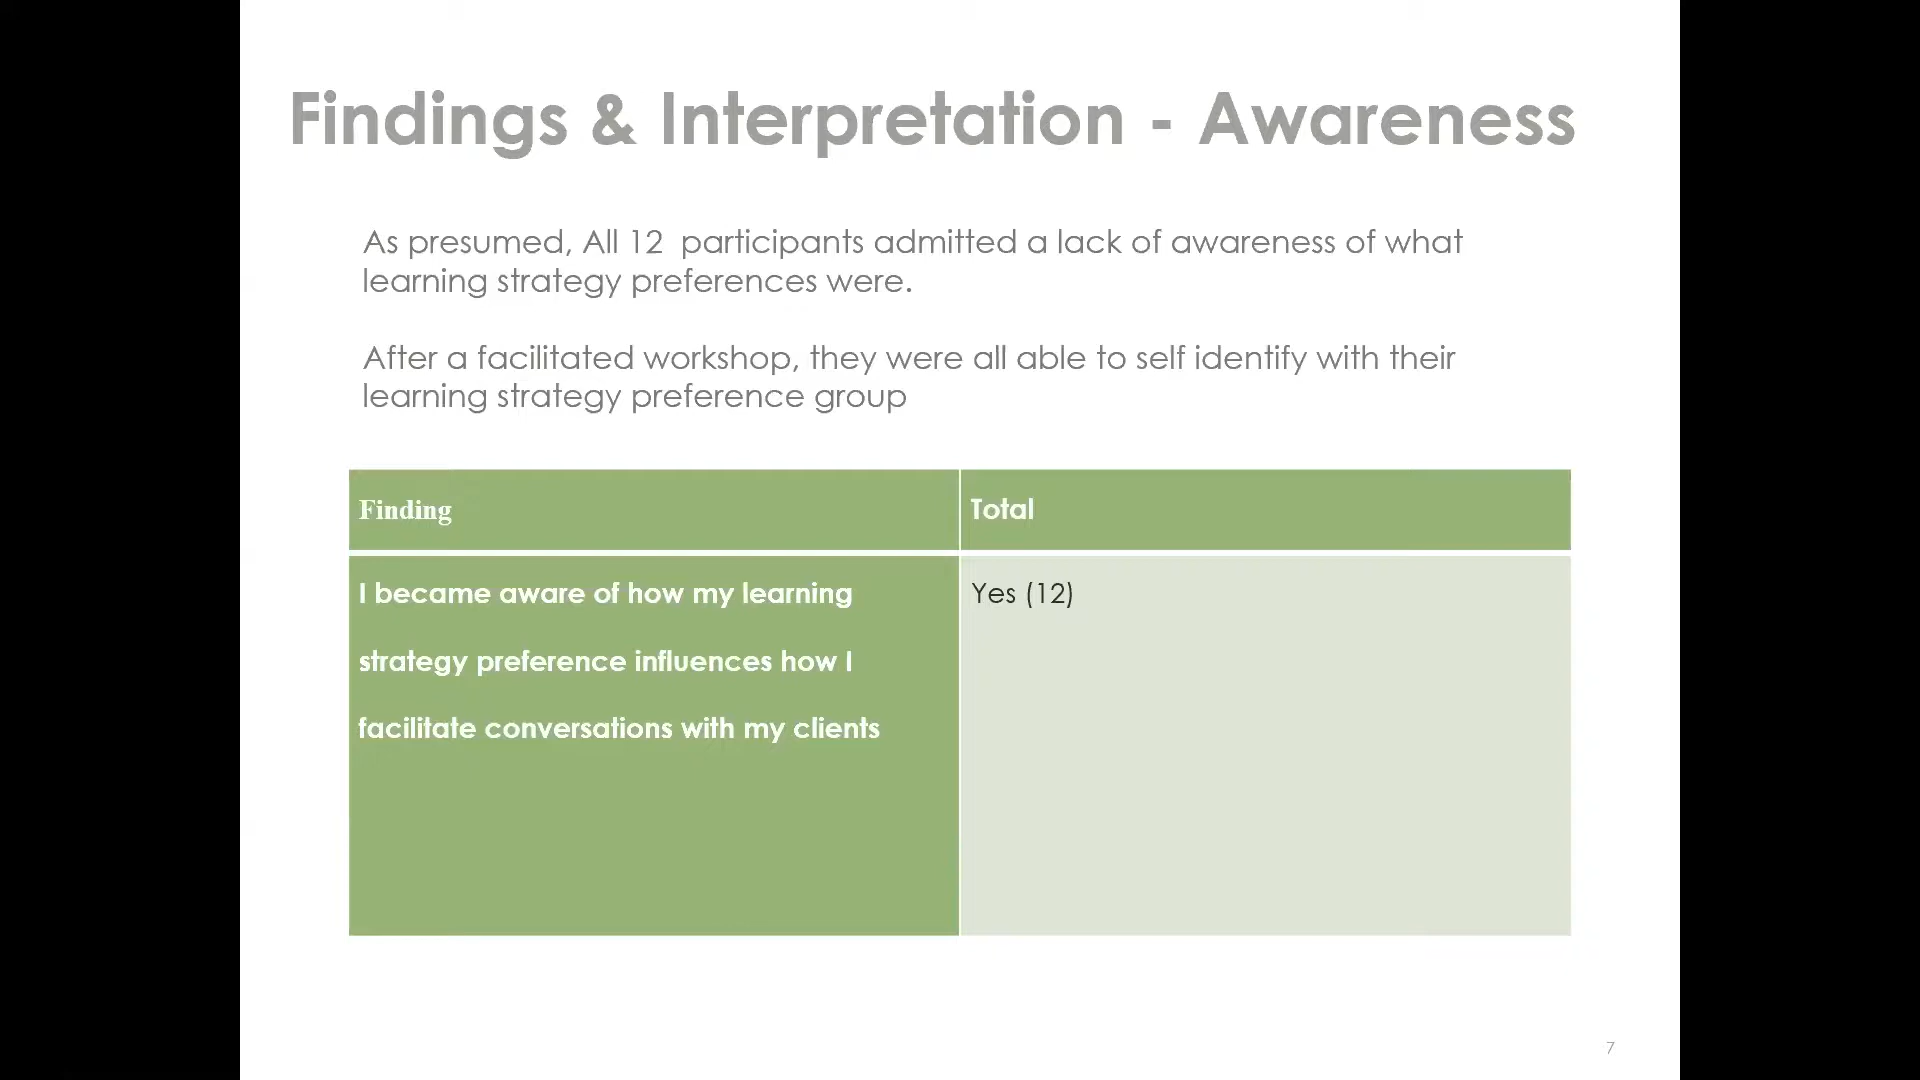 Findings & Interpretation - Awareness
As presumed, All 12  participants admitted a lack of awareness of what
learning strategy preferences were.
After a facilitated workshop, they were all able to self identify with their
learning strategy preference group
Finding
Total
I became aware of how my learning
strategy preference influences how I
facilitate conversations with my clients
Yes (12)
7